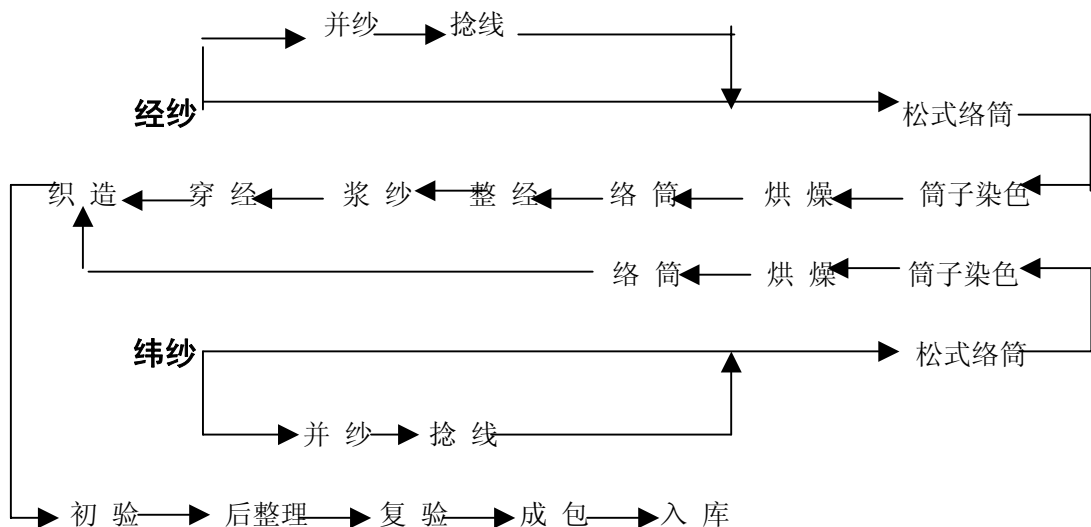 并纱 捻线
经纱 松式络筒
织 造 穿 经 浆 纱 整 经 络 筒 烘 燥 筒子染色
络 筒 烘 燥 筒子染色
纬纱 松式络筒
并 纱 捻 线
初 验 后整理 复 验 成 包 入 库